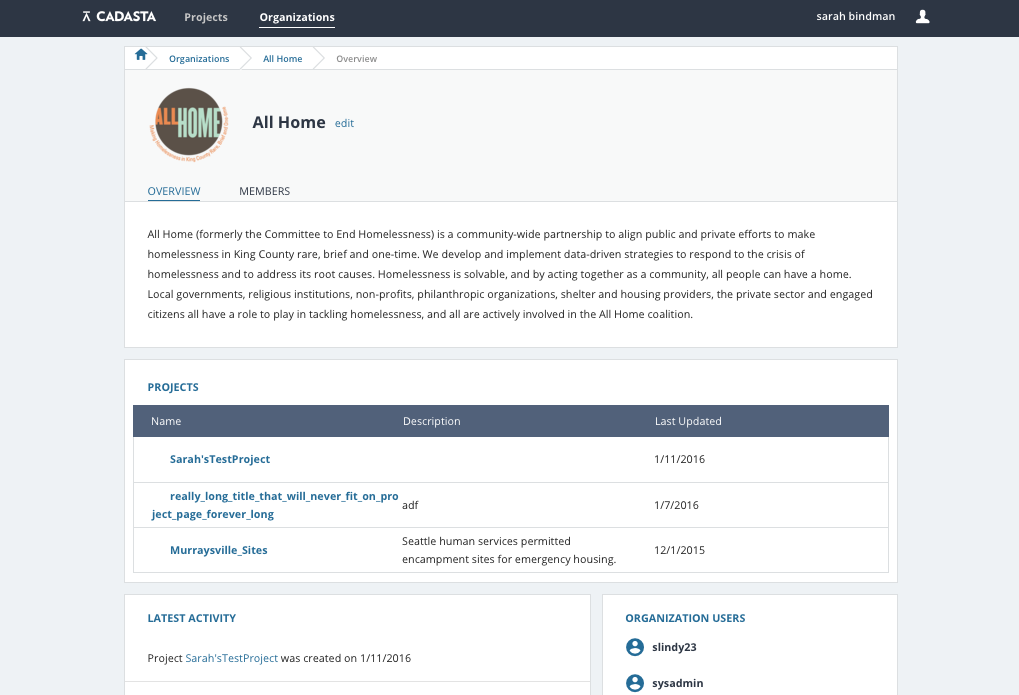 CADASTA Projects Organizations sarah bindman
Organizations All Home Overview
ALLHOME
All Home edit
OVERVIEW MEMBERS
All Home (formerly the Committee to End Homelessness) is a community-wide partnership to align public and private efforts to make
homelessness in King County rare, brief and one-time. We develop and implement data-driven strategies to respond to the crisis of
homelessness and to address its root causes. Homelessness is solvable, and by acting together as a community, all people can have a home.
Local governments, religious institutions, non-profits, philanthropic organizations, shelter and housing providers, the private sector and engaged
citizens all have a role to play in tackling homelessness, and all are actively involved in the All Home coalition.
PROJECTS
Name Description Last Updated
Sarah'sTestProject 1/11/2016
really_long_title_that_will_never_fit_on_pro
ject_page_forever_long adf 1/7/2016
Murraysville_Sites Seattle human services permitted
encampment sites for emergency housing. 12/1/2015
LATEST ACTIVITY
Project Sarah'sTestProject was created on 1/11/2016
ORGANIZATION USERS
slindy23
sysadmin